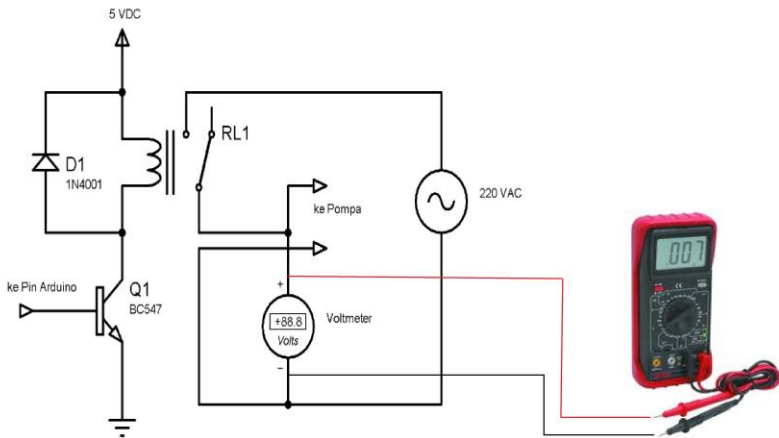 5 VDC
RL1
D1
1N4001
ke Pompa
220 VAC
.007
ke Pin Arduino
Q1
BC547
+
+88.8
Volts
Voltmeter
−